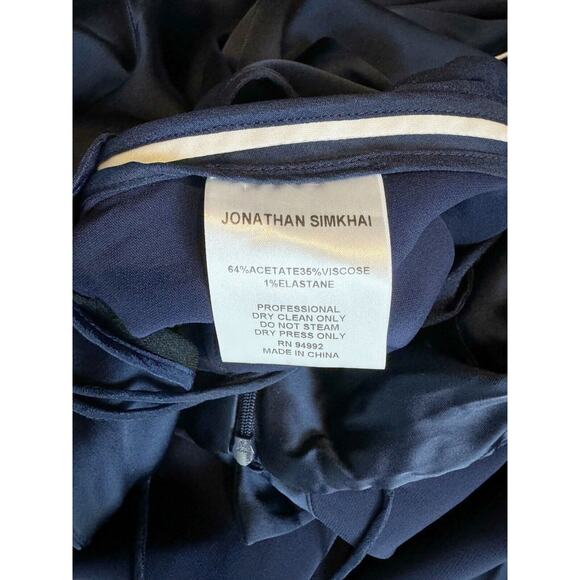 JONATHAN SIMKHAI
64%ACETATE35%VISCOSE
1%ELASTANE
PROFESSIONAL
DRY CLEAN ONLY
DO NOT STEAM
DRY PRESS ONLY
RN 94992
MADE IN CHINA